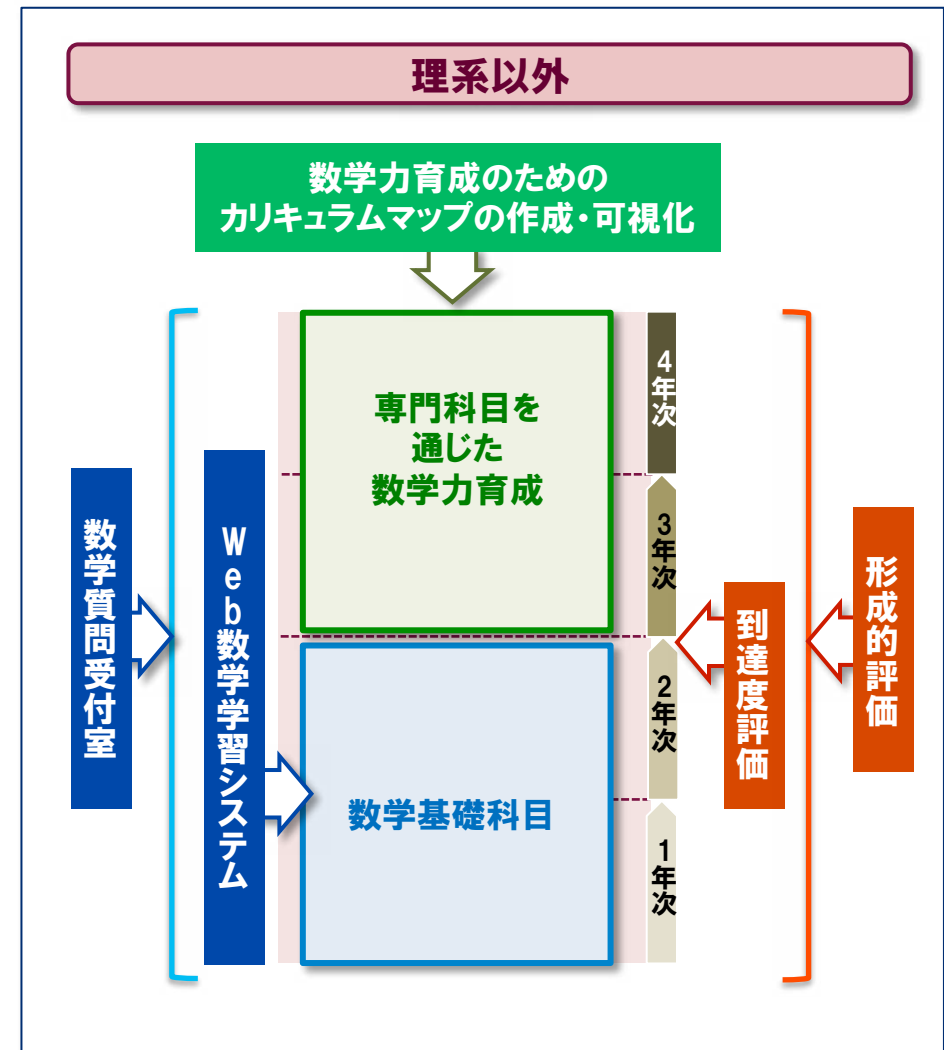 理系以外
数学力育成のための
カリキュラムマップの作成・可視化
専門科目を
通じた
数学力育成
4年次
3年次
2年次
1年次
数学質問受付室
Web数学学習システム
数学基礎科目
到達度評価
形成的評価